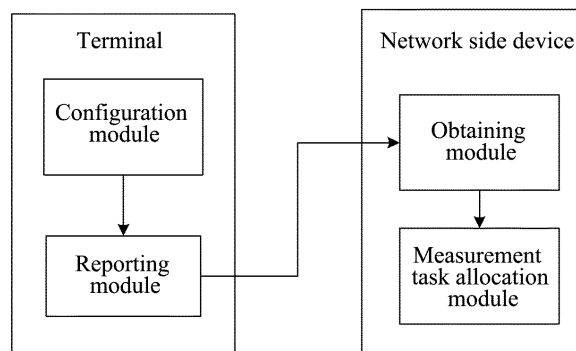 Terminal
Configuration
module
Reporting
module
Network side device
Obtaining
module
Measurement
task allocation
module